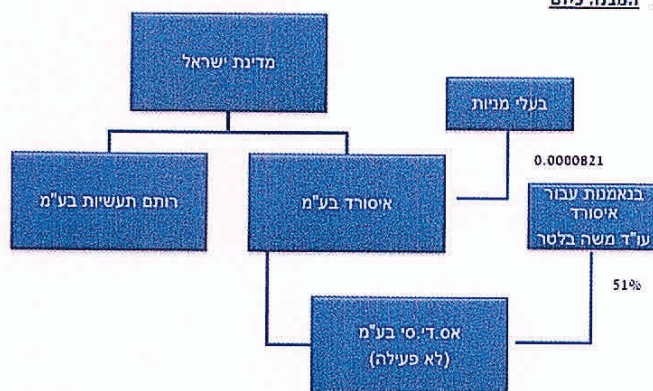 המבנה כיום
מדינת ישראל
בעלי מניות
0.0000821
רותם תעשיות בע"מ
איסורד בע"מ
בנאמנות עבור
איסורד
עו"ד משה בלטר
51%
אס.די.סי בע"מ
(לא פעילה)